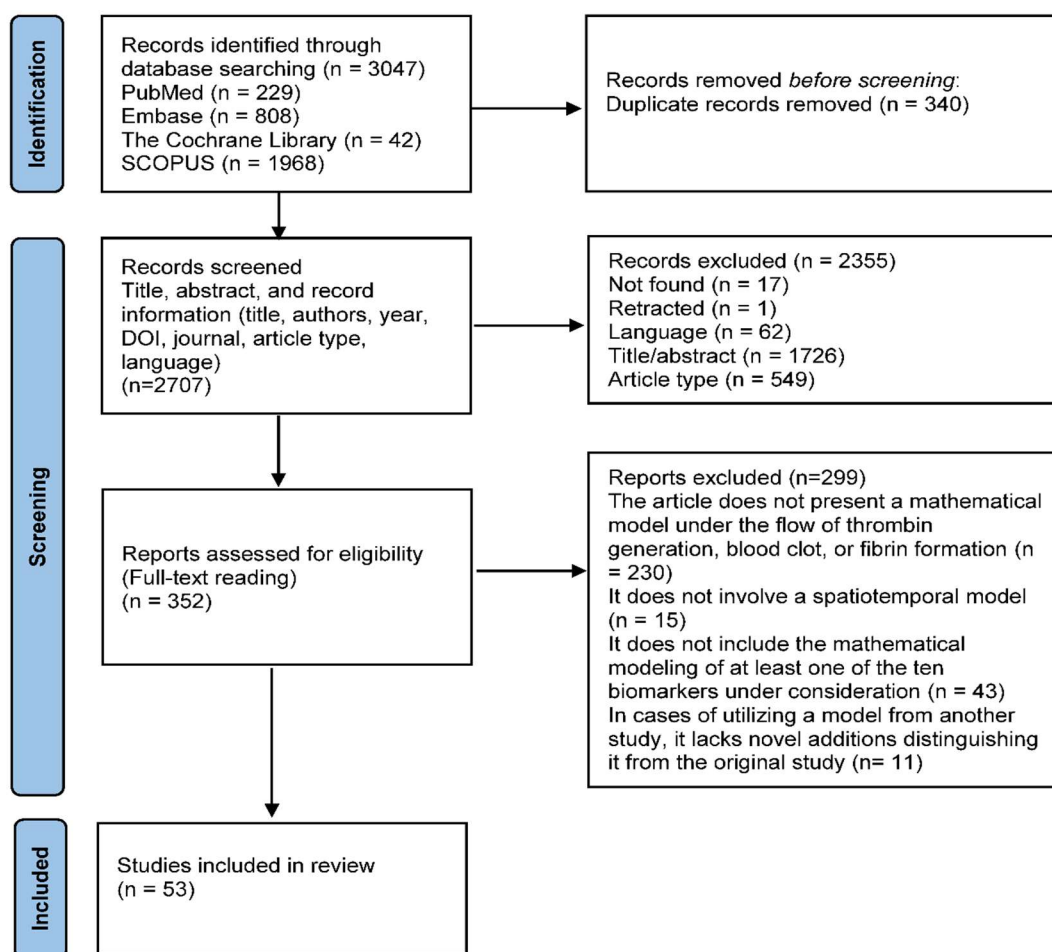 Identification
Records identified through
database searching (n = 3047)
PubMed (n = 229)
Embase (n = 808)
The Cochrane Library (n = 42)
SCOPUS (n = 1968)
Records removed before screening:
Duplicate records removed (n = 340)
Screening
Records screened
Title, abstract, and record
information (title, authors, year,
DOI, journal, article type,
language)
(n=2707)
Records excluded (n = 2355)
Not found (n = 17)
Retracted (n = 1)
Language (n = 62)
Title/abstract (n = 1726)
Article type (n = 549)
Reports assessed for eligibility
(Full-text reading)
(n = 352)
Reports excluded (n=299)
The article does not present a mathematical
model under the flow of thrombin
generation, blood clot, or fibrin formation (n
= 230)
It does not involve a spatiotemporal model
(n = 15)
It does not include the mathematical
modeling of at least one of the ten
biomarkers under consideration (n = 43)
In cases of utilizing a model from another
study, it lacks novel additions distinguishing
it from the original study (n= 11)
Included
Studies included in review
(n = 53)